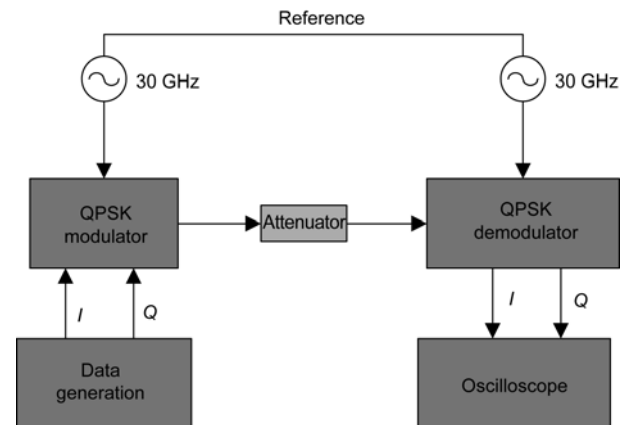 Reference
30 GHz
30 GHz
QPSK
modulator
Attenuator
QPSK
demodulator
I
Q
I
Q
Data
generation
Oscilloscope